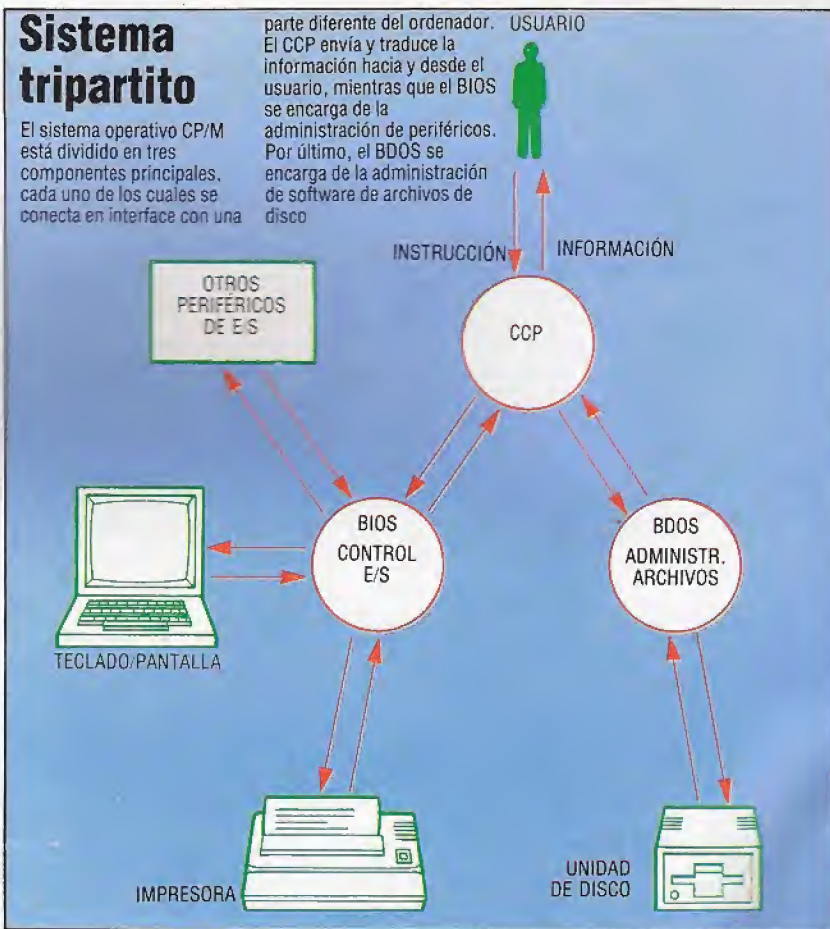 Sistema
tripartito
El sistema operativo CP/M
está dividido en tres
componentes principales,
cada uno de los cuales se
conecta en interface con una
parte diferente del ordenador.
El CCP envía y traduce la
información hacia y desde el
usuario, mientras que el BIOS
se encarga de la
administración de periféricos.
Por último, el BDOS se
encarga de la administración
de software de archivos de
disco
USUARIO
INSTRUCCIÓN
INFORMACIÓN
OTROS
PERIFÉRICOS
DE E/S
CCP
BIOS
CONTROL
E/S
BDOS
ADMINISTR.
ARCHIVOS
TECLADO/PANTALLA
IMPRESORA
UNIDAD
DE DISCO